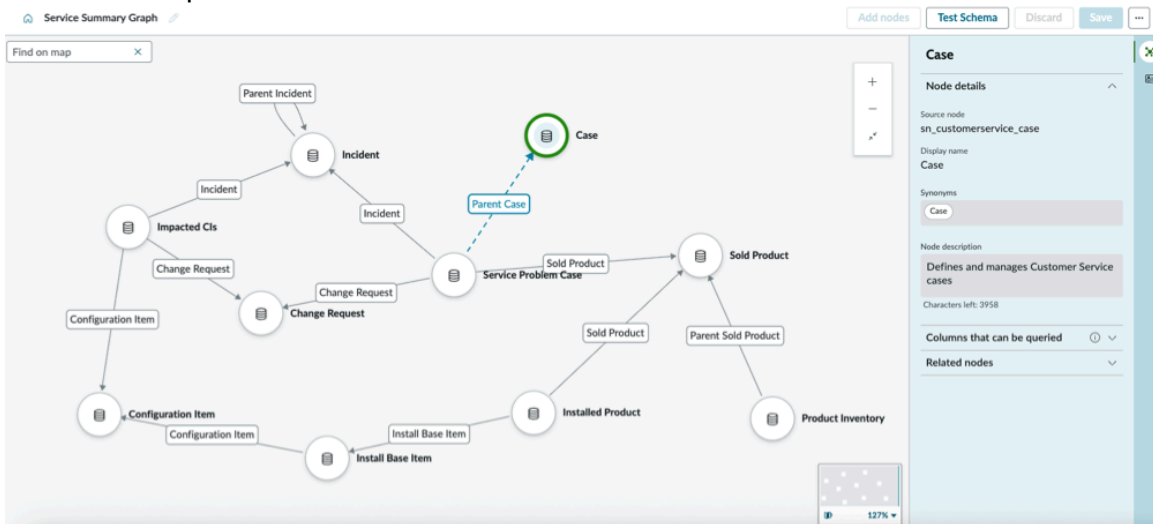 Service Summary Graph
Add nodes
Test Schema
Discard
Save
Find on map
Parent Incident
Incident
Case
Incident
Parent Case
Incident
Impacted CIs
Change Request
Sold Product
Sold Product
Service Problem Case
Change Request
Change Request
Configuration Item
Sold Product
Parent Sold Product
Configuration Item
Configuration Item
Installed Product
Install Base Item
Product Inventory
Install Base Item
127%
Case
Node details
Source node
sn_customerservice_case
Display name
Case
Synonyms
Case
Node description
Defines and manages Customer Service
cases
Characters left: 3958
Columns that can be queried
Related nodes